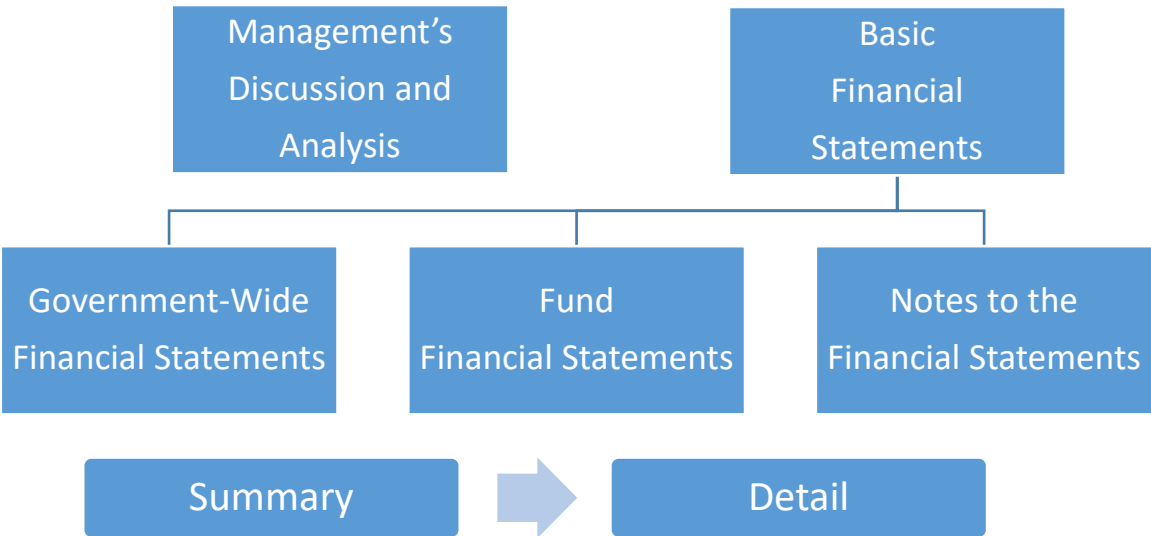 Management’s
Discussion and
Analysis
Basic
Financial
Statements
Government-Wide
Financial Statements
Fund
Financial Statements
Notes to the
Financial Statements
Summary
Detail